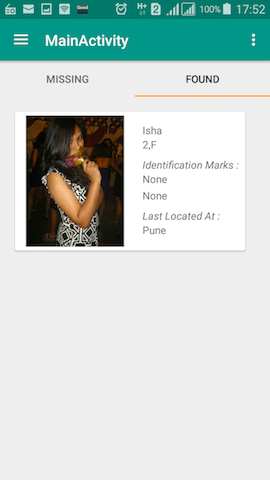 Good
H+
2
100%
17:52
MainActivity
MISSING
FOUND
Isha
2,F
Identification Marks :
None
None
Last Located At :
Pune